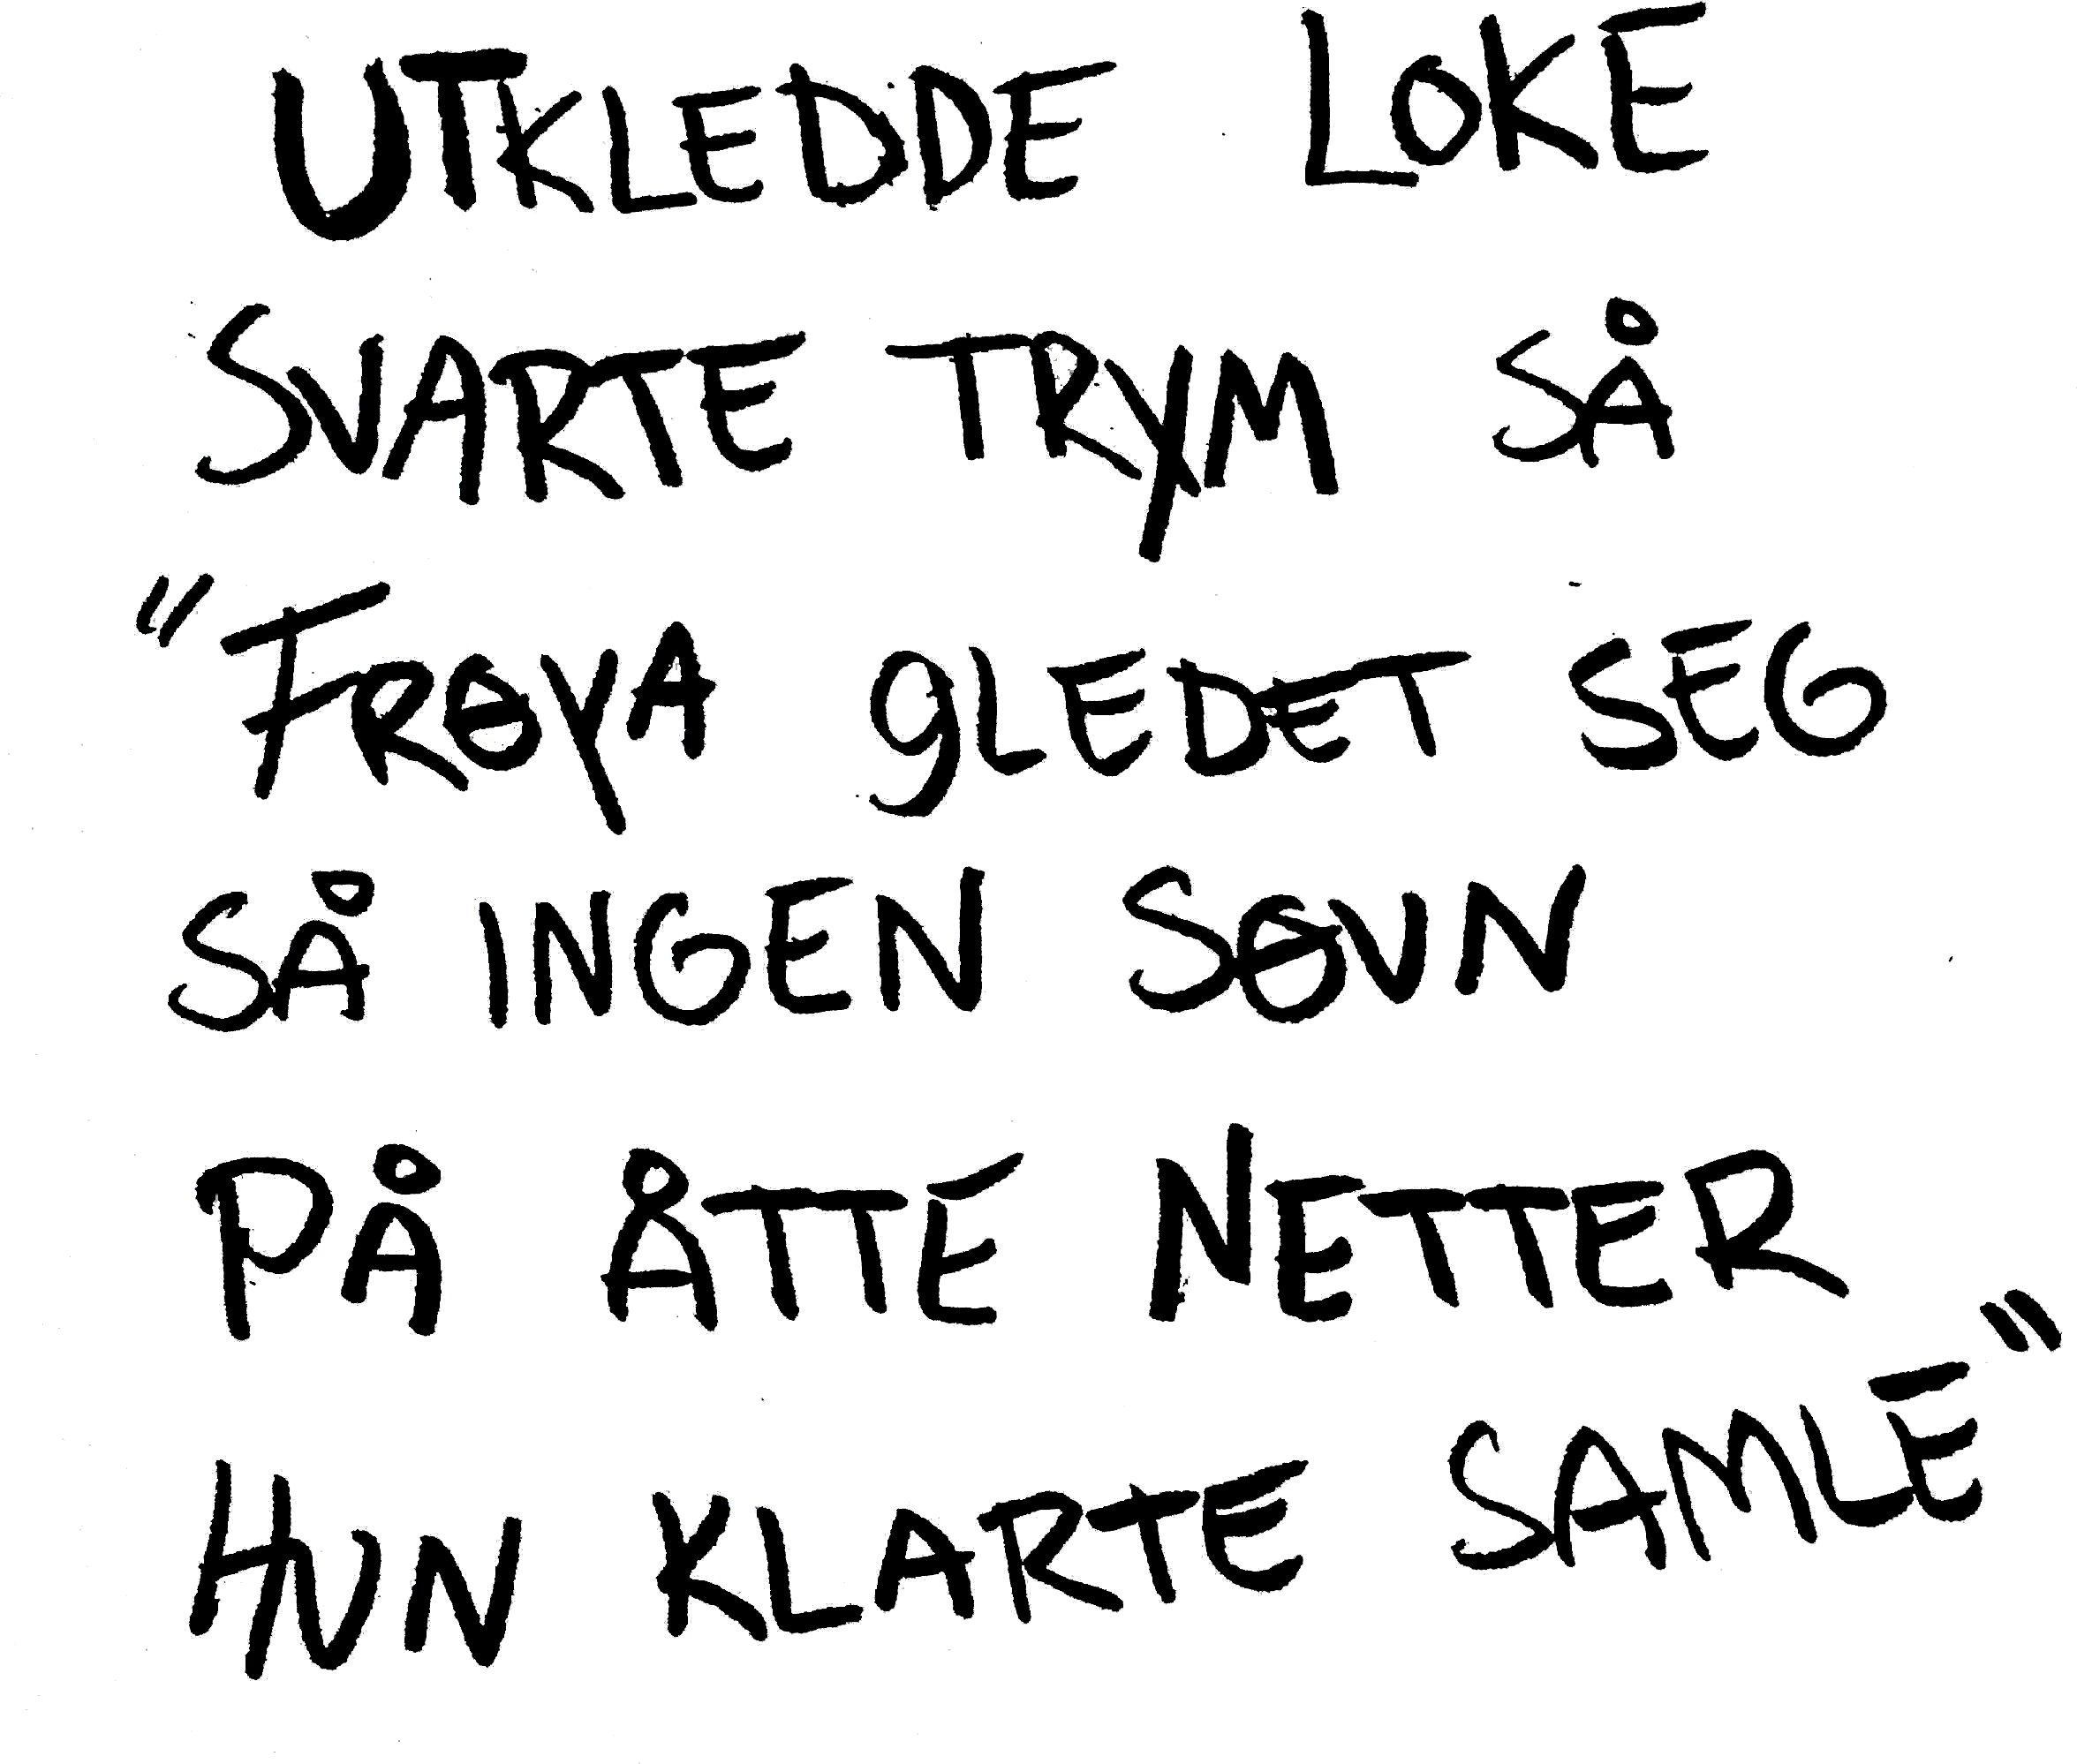 UTKLEDDE LOKE
SVARTE TRYM SÅ
"FRØYA GLEDET SEG
SÅ INGEN SØVN
PÅ ÅTTE NETTER
HUN KLARTE SAMLE"